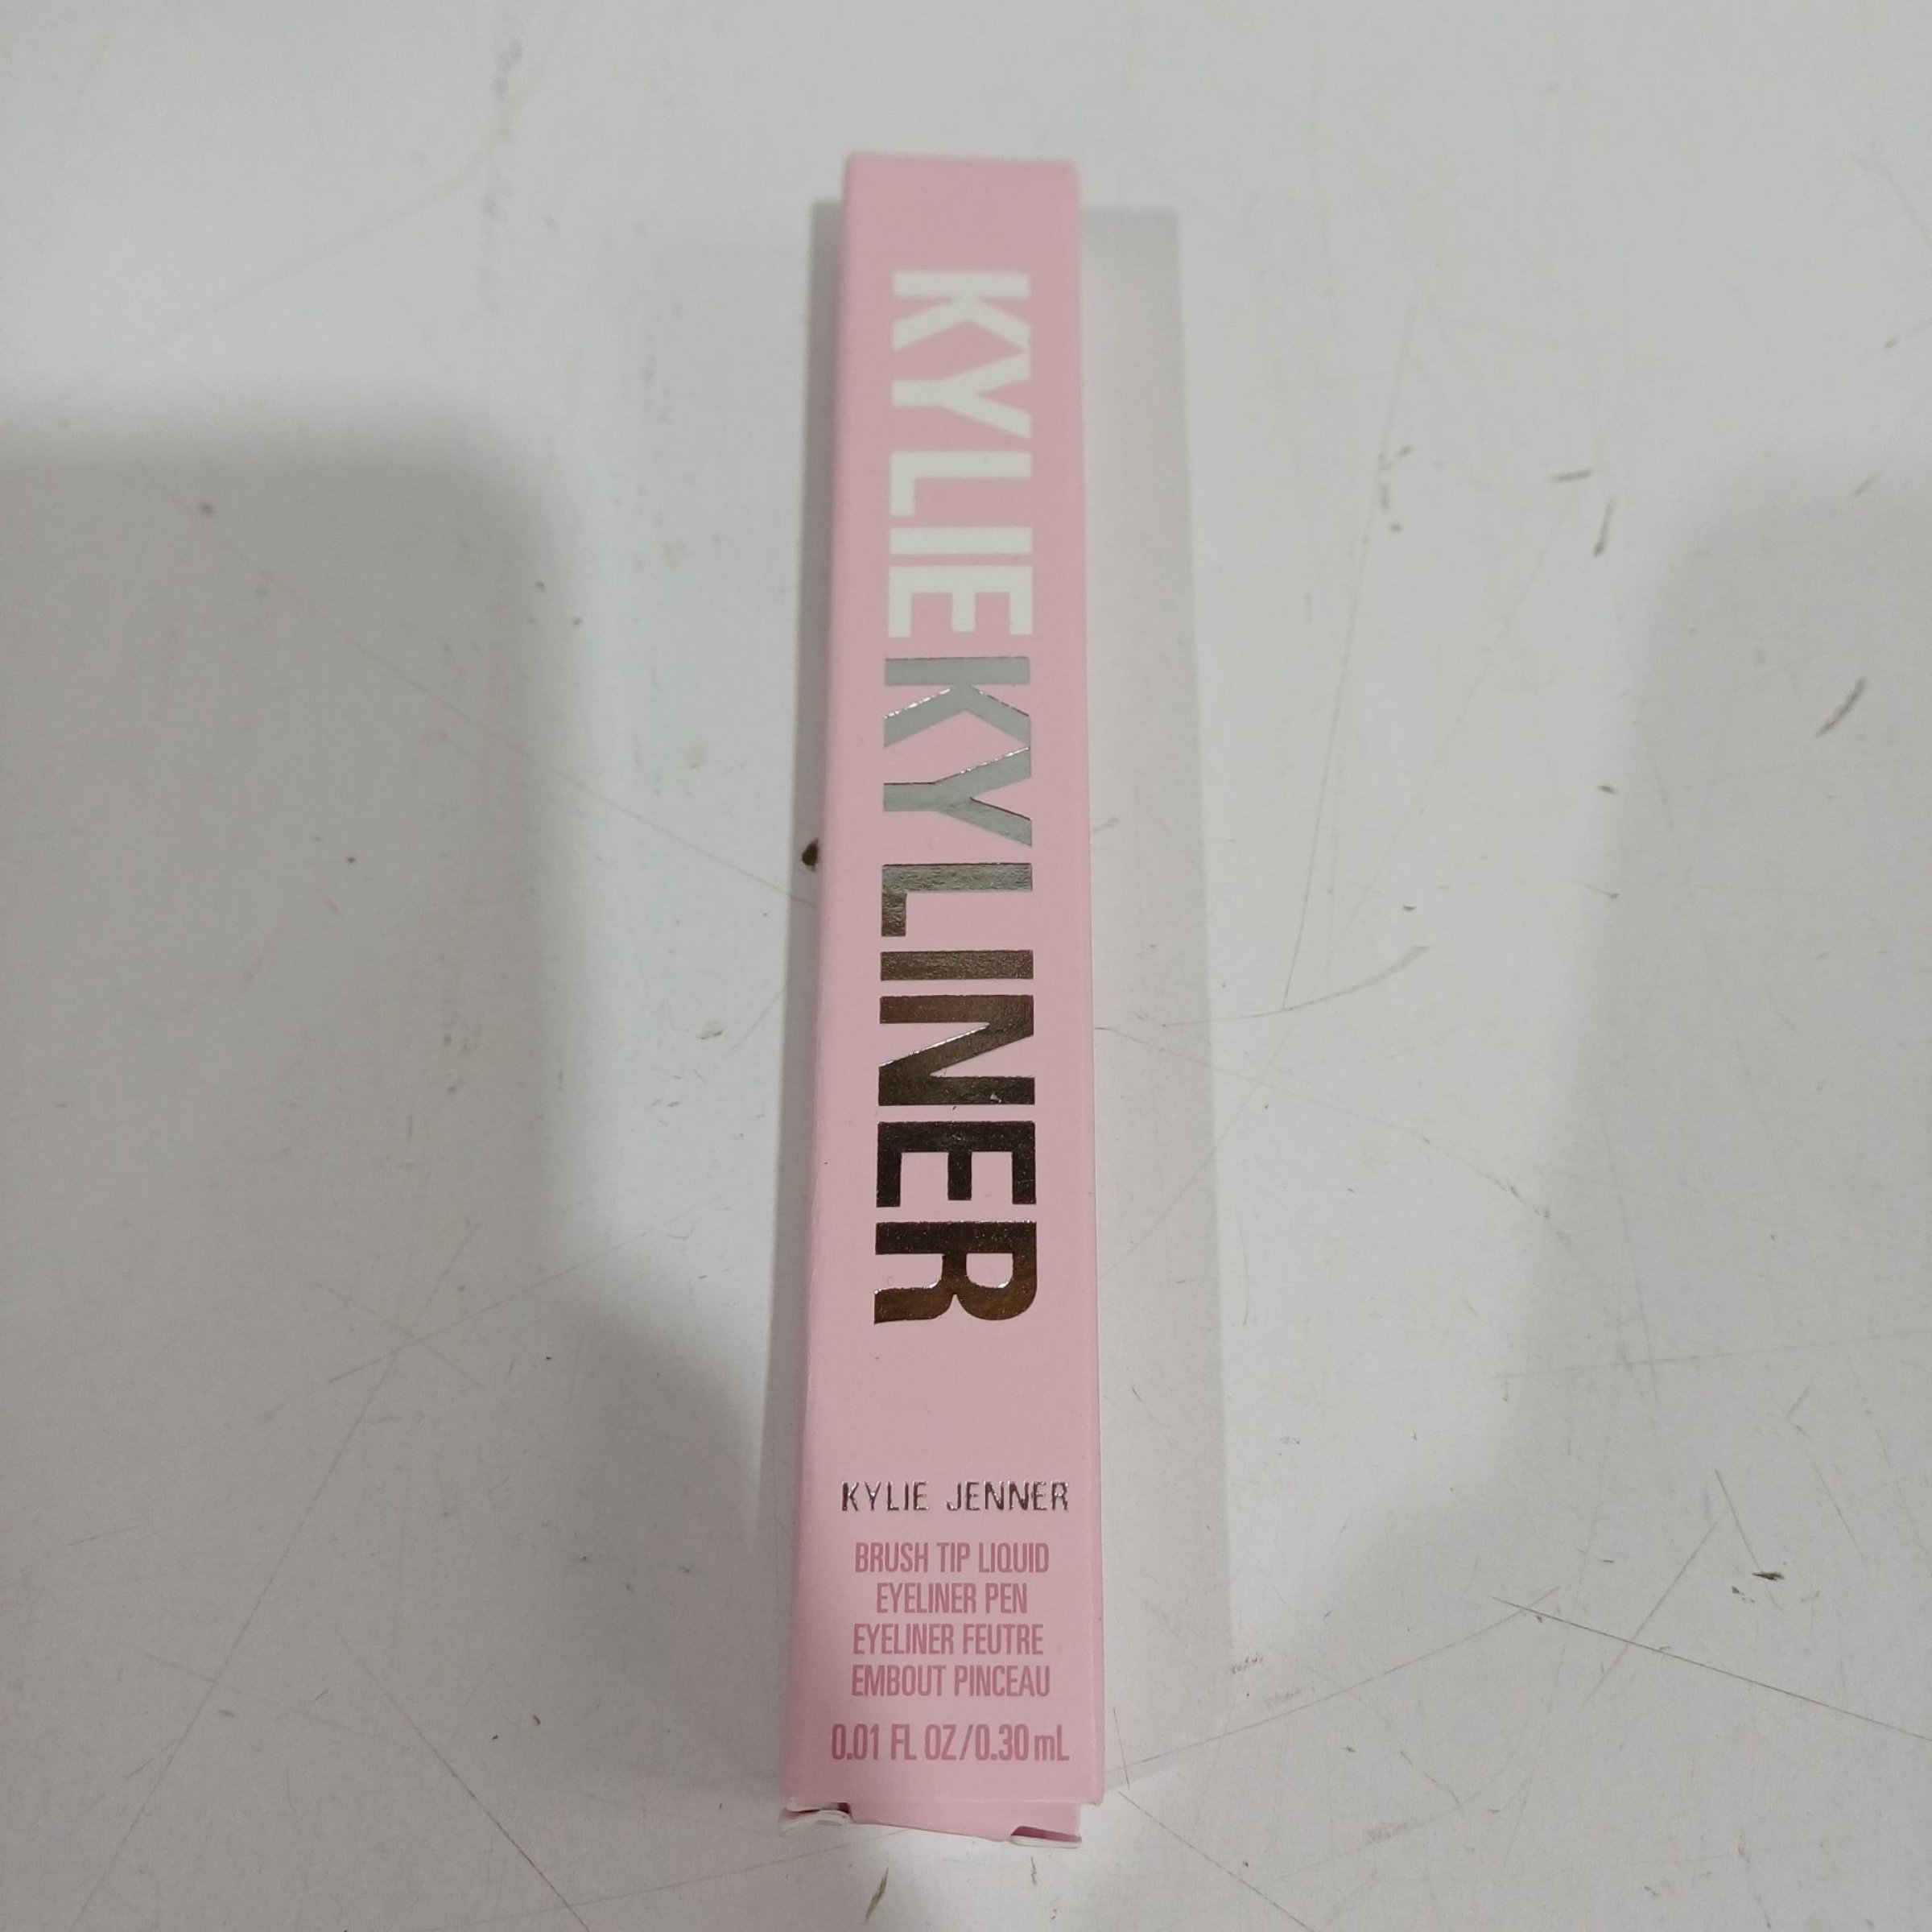 KYLIEKYLINER
KYLIE JENNER
BRUSH TIP LIQUID
EYELINER PEN
EYELINER FEUTRE
EMBOUT PINCEAU
0.01 FL OZ/0.30 mL